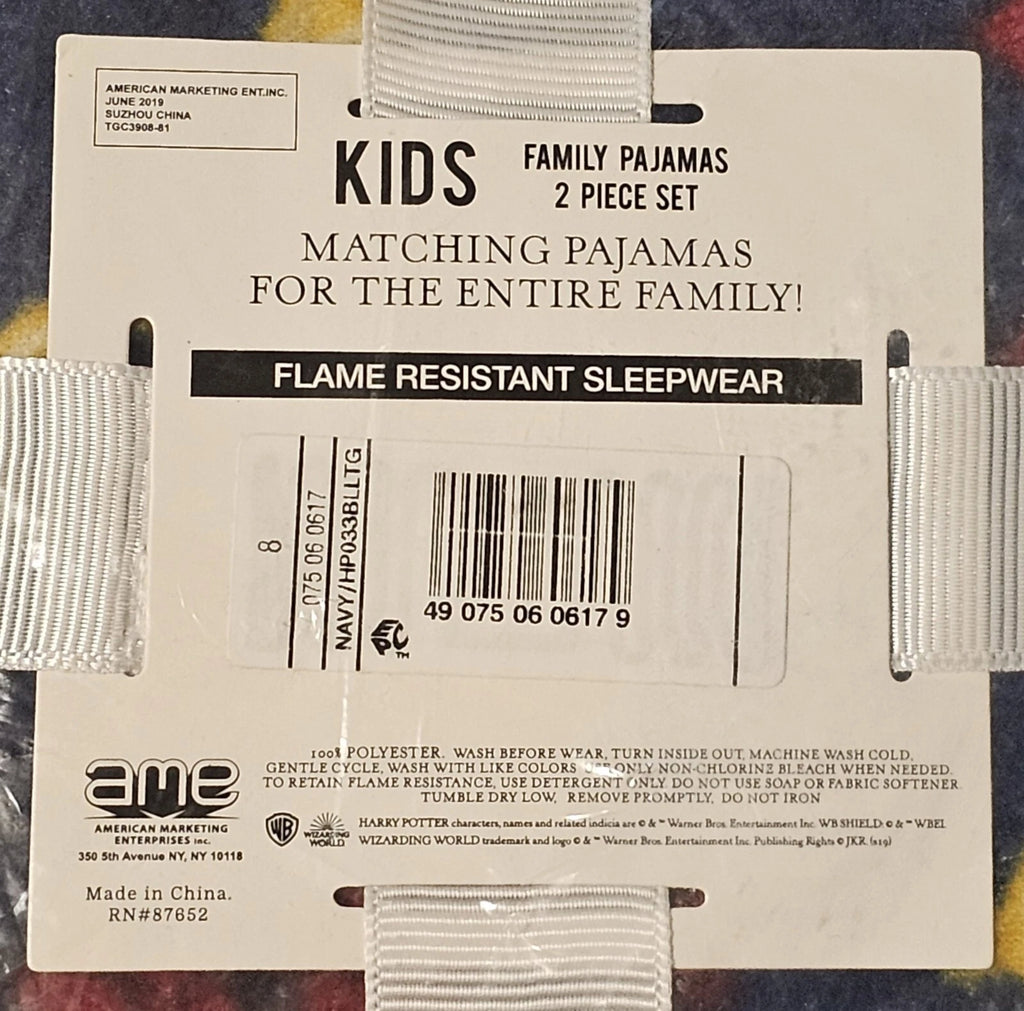 AMERICAN MARKETING ENT.INC.
JUNE 2019
SUZHOU CHINA
TGC3908-81
KIDS
FAMILY PAJAMAS
2 PIECE SET
MATCHING PAJAMAS
FOR THE ENTIRE FAMILY!
FLAME RESISTANT SLEEPWEAR
8
075 06 0617
NAVY/HP033BLLTG
EPC™
49 075 06 0617 9
100% POLYESTER. WASH BEFORE WEAR, TURN INSIDE OUT, MACHINE WASH COLD,
GENTLE CYCLE, WASH WITH LIKE COLORS USE ONLY NON-CHLORINE BLEACH WHEN NEEDED.
TO RETAIN FLAME RESISTANCE, USE DETERGENT ONLY. DO NOT USE SOAP OR FABRIC SOFTENER.
TUMBLE DRY LOW, REMOVE PROMPTLY, DO NOT IRON
ame
AMERICAN MARKETING
ENTERPRISES inc.
350 5th Avenue NY, NY 10118
WB
WIZARDING
WORLD
HARRY POTTER characters, names and related indicia are © & ™ Warner Bros. Entertainment Inc. WB SHIELD: © & ™ WBEI.
WIZARDING WORLD trademark and logo © & ™ Warner Bros. Entertainment Inc. Publishing Rights © JKR. (s19)
Made in China.
RN#87652